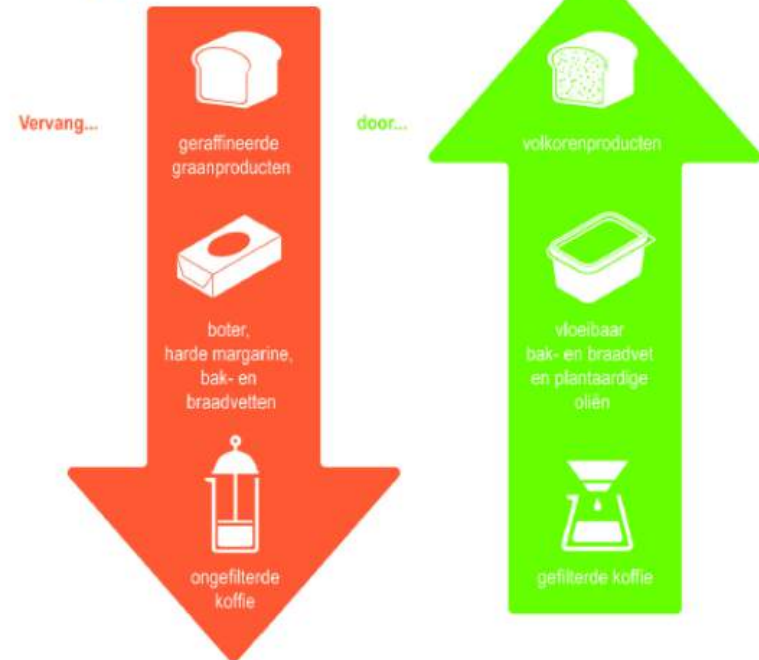 Vervang...
geraffineerde
graanproducten
boter,
harde margarine,
bak- en
braadvetten
ongefilterde
koffie
door...
volkorenproducten
vloeibaar
bak- en braadvet
en plantaardige
oliën
gefilterde koffie